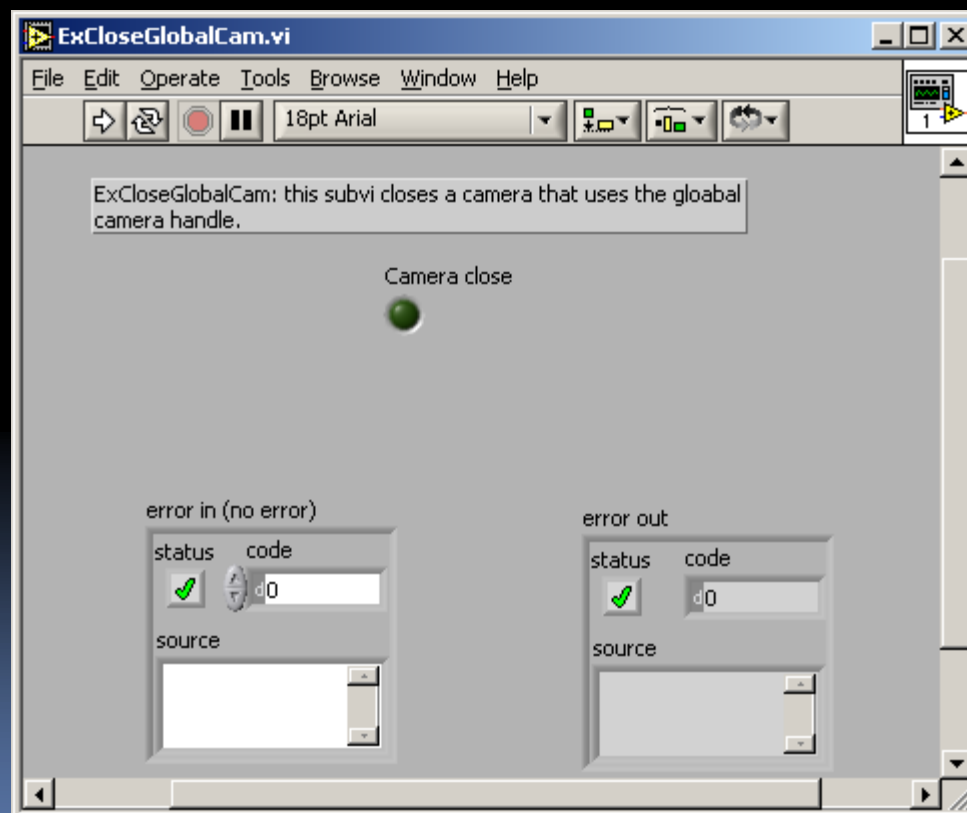 ExCloseGlobalCam.vi
File Edit Operate Tools Browse Window Help
18pt Arial
1
ExCloseGlobalCam: this subvi closes a camera that uses the gloabal
camera handle.
Camera close
error in (no error)
status code
d0
source
error out
status code
d0
source